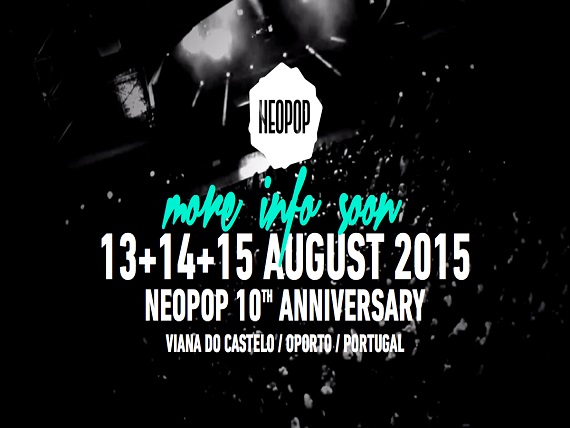 NEOPOP
more info soon
13+14+15 AUGUST 2015
NEOPOP 10TH ANNIVERSARY
VIANA DO CASTELO / OPORTO / PORTUGAL